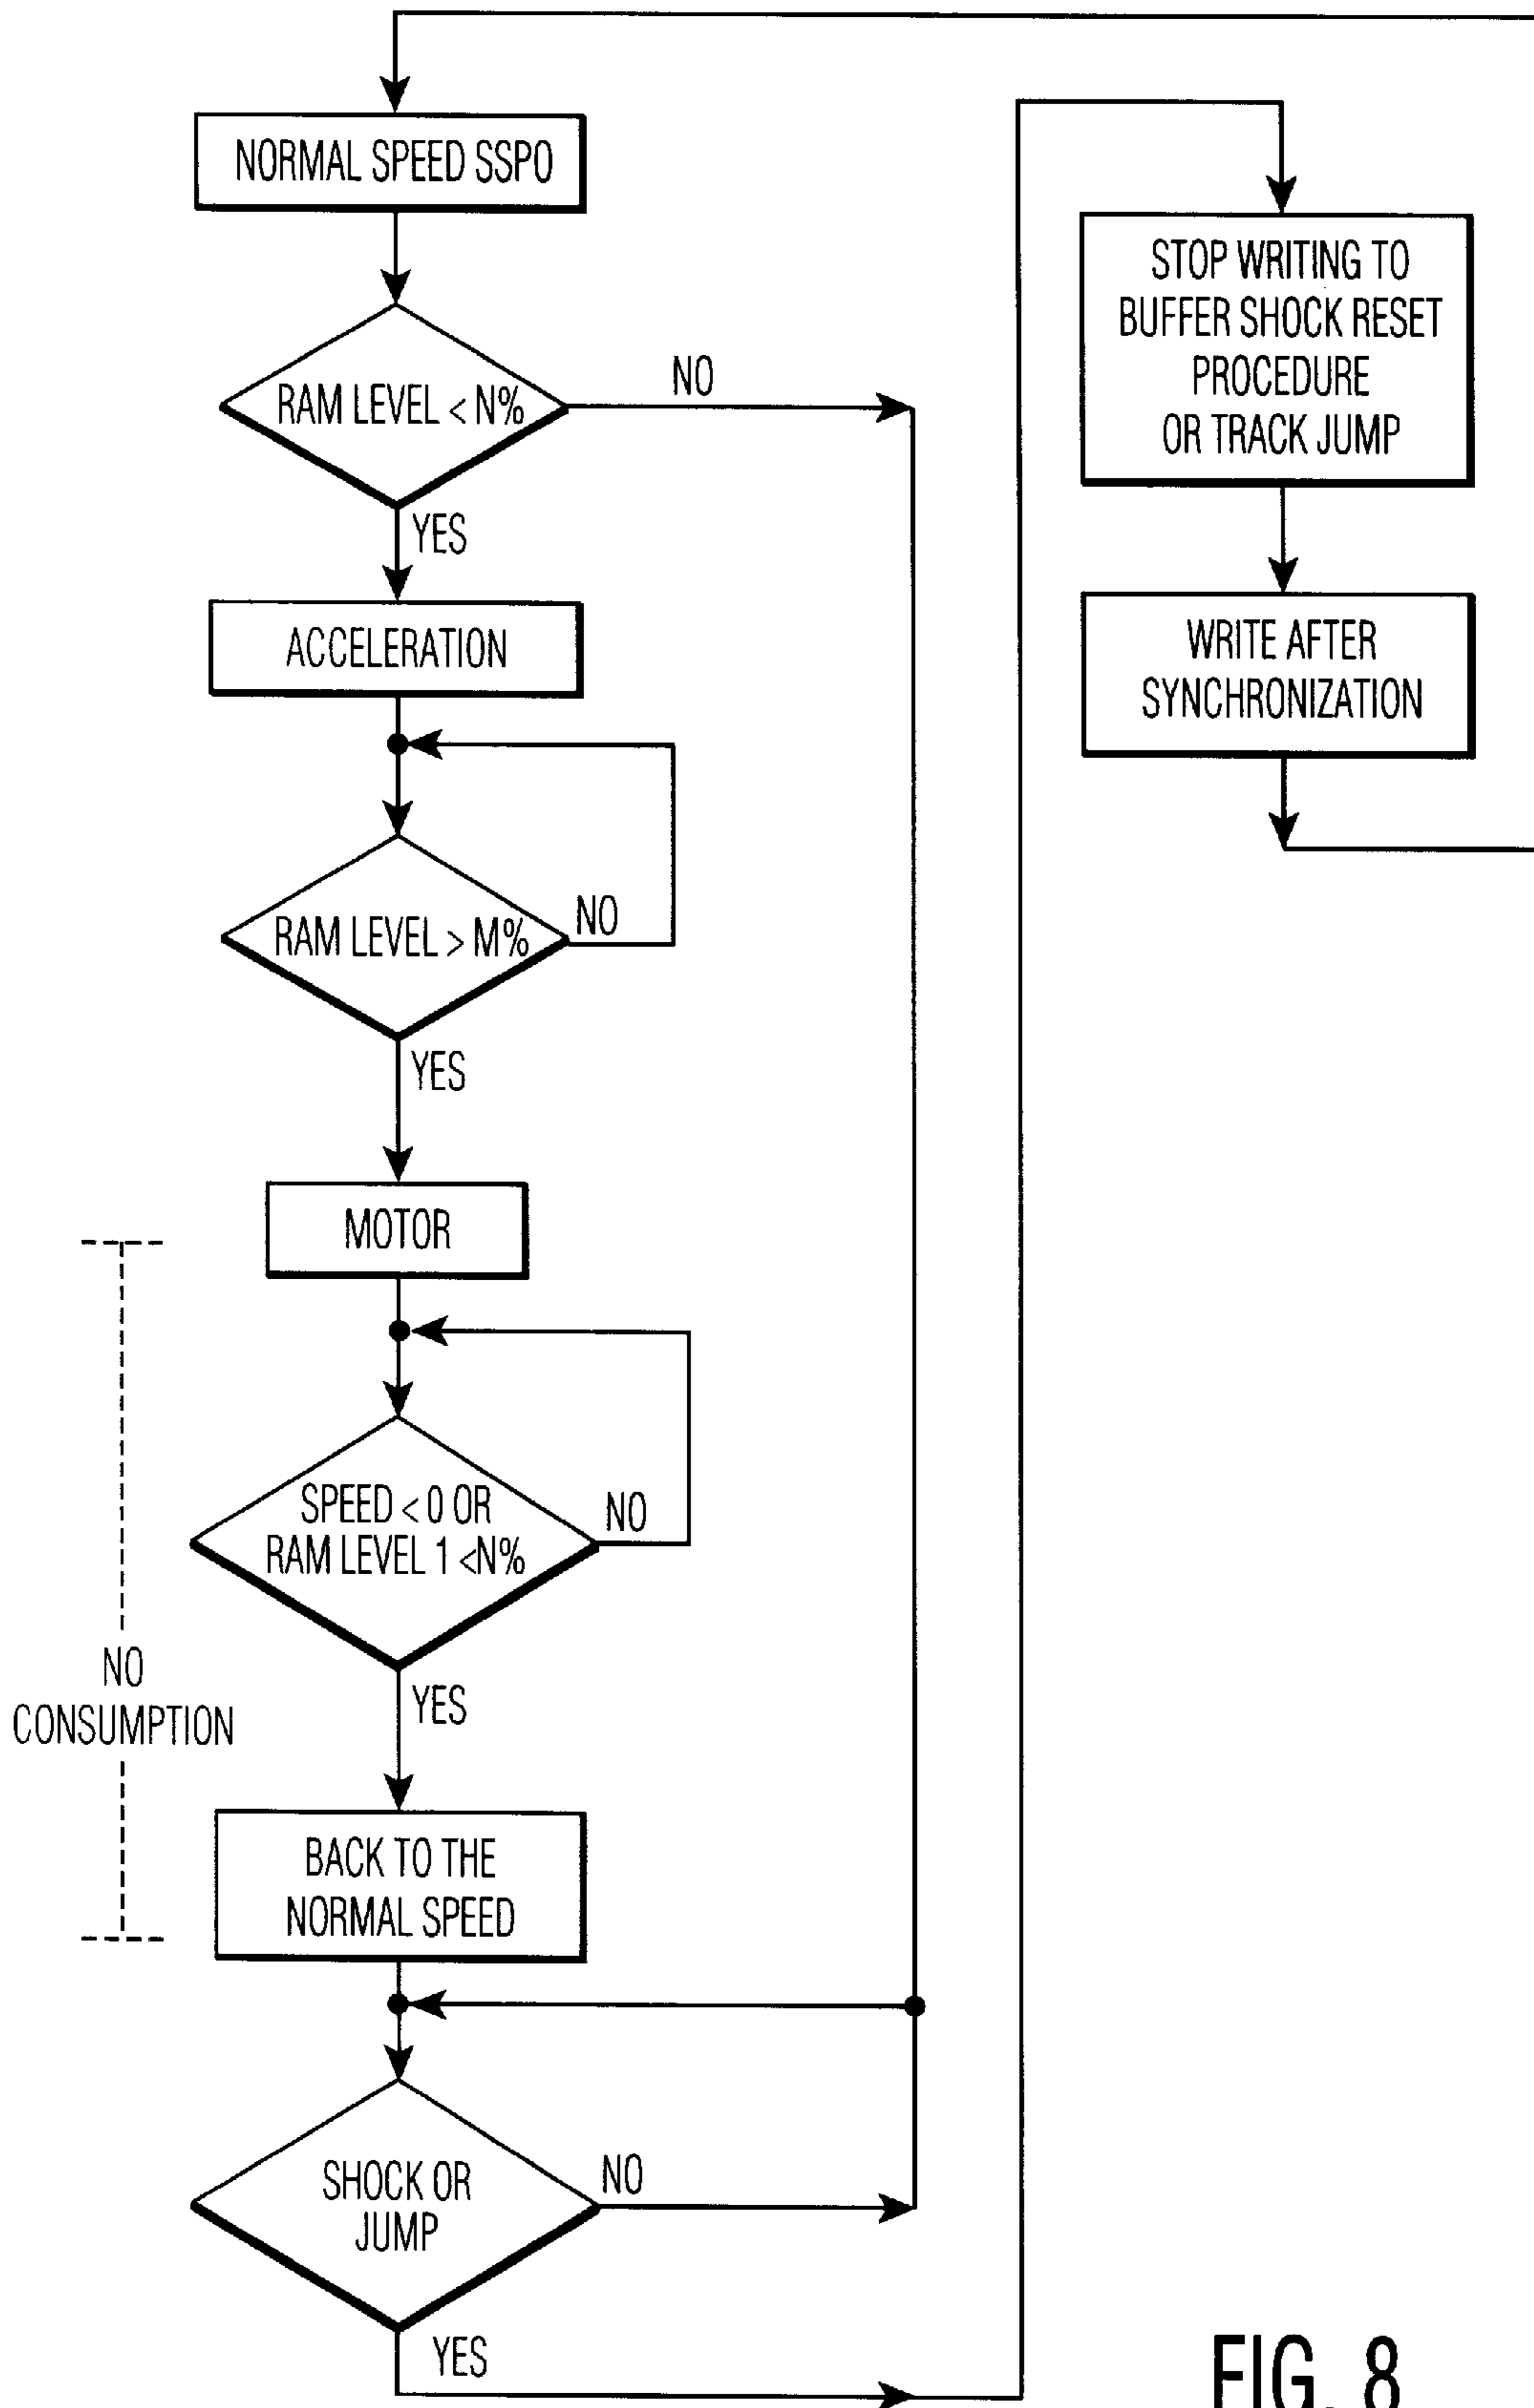 NORMAL SPEED SSPO
RAM LEVEL < N%
NO
YES
ACCELERATION
RAM LEVEL > M%
NO
YES
MOTOR
SPEED < 0 OR
RAM LEVEL 1 <N%
NO
YES
NO
CONSUMPTION
BACK TO THE
NORMAL SPEED
SHOCK OR
JUMP
NO
YES
STOP WRITING TO
BUFFER SHOCK RESET
PROCEDURE
OR TRACK JUMP
WRITE AFTER
SYNCHRONIZATION
FIG. 8